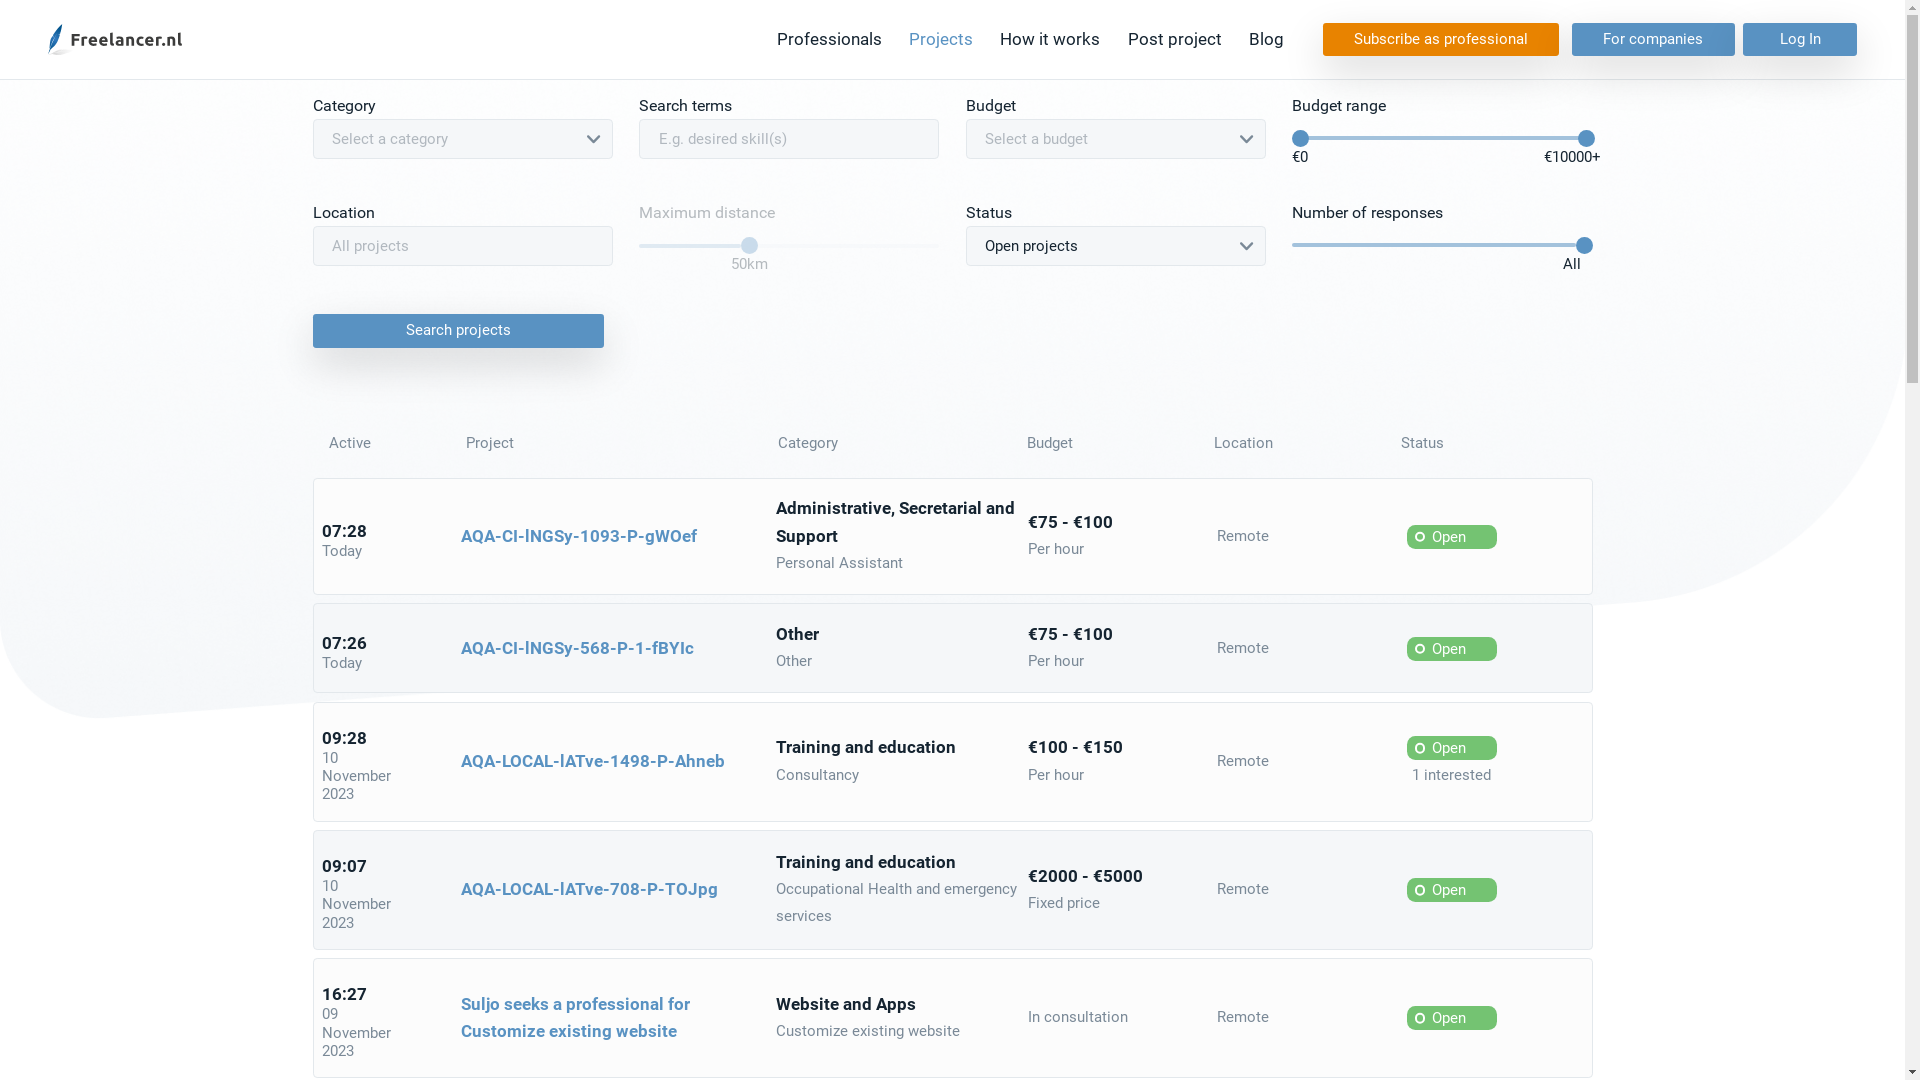 Freelancer.nl
Professionals Projects How it works Post project Blog Subscribe as professional For companies Log In
Category Search terms Budget Budget range
Select a category E.g. desired skill(s) Select a budget
€0 €10000+
Location Maximum distance Status Number of responses
All projects Open projects
50km All
Search projects
Active Project Category Budget Location Status
07:28
Today
AQA-CI-lNGSy-1093-P-gWOef
Administrative, Secretarial and
Support
Personal Assistant
€75 - €100
Per hour
Remote
Open
07:26
Today
AQA-CI-lNGSy-568-P-1-fBYIc
Other
Other
€75 - €100
Per hour
Remote
Open
09:28
10
November
2023
AQA-LOCAL-lATve-1498-P-Ahneb
Training and education
Consultancy
€100 - €150
Per hour
Remote
Open
1 interested
09:07
10
November
2023
AQA-LOCAL-lATve-708-P-TOJpg
Training and education
Occupational Health and emergency
services
€2000 - €5000
Fixed price
Remote
Open
16:27
09
November
2023
Suljo seeks a professional for
Customize existing website
Website and Apps
Customize existing website
In consultation
Remote
Open